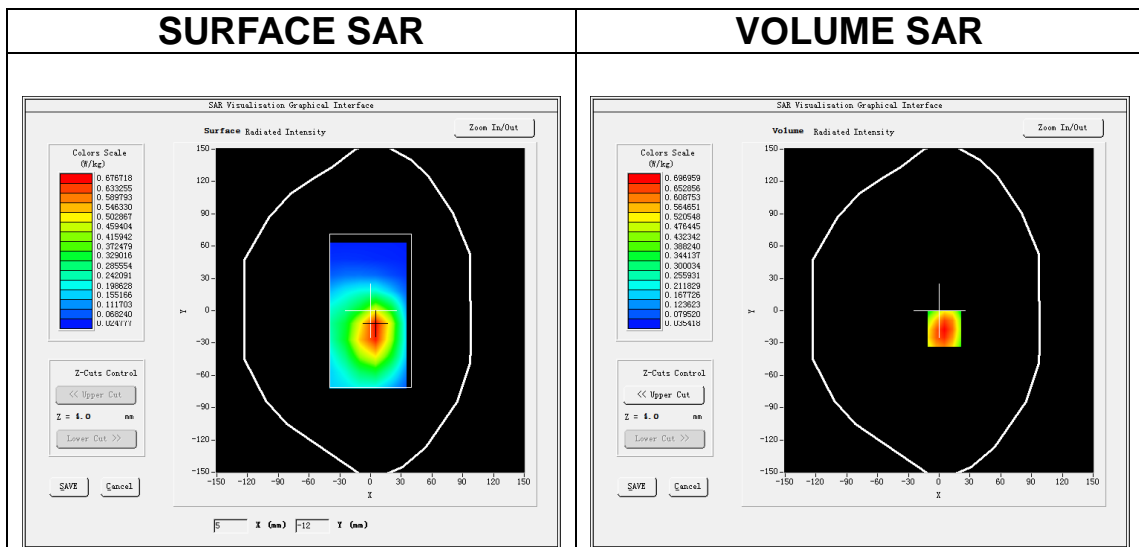 SURFACE SAR
SAR Visualisation Graphical Interface
Surface Radiated Intensity
Zoom In/Out
Colors Scale
(W/kg)
0.676718
0.633255
0.589793
0.546330
0.502867
0.459404
0.415942
0.372479
0.329016
0.285554
0.242091
0.198628
0.155166
0.111703
0.068240
0.024777
Z-Cuts Control
<< Upper Cut
Z = 4.0 mm
Lower Cut >>
SAVE
Cancel
150
120
90
60
30
0
-30
-60
-90
-120
-150
Y
-150 -120 -90 -60 -30 0 30 60 90 120 150
X
5 X (mm) -12 Y (mm)
VOLUME SAR
SAR Visualisation Graphical Interface
Volume Radiated Intensity
Zoom In/Out
Colors Scale
(W/kg)
0.696959
0.652856
0.608753
0.564651
0.520548
0.476445
0.432342
0.388240
0.344137
0.300034
0.255931
0.211829
0.167726
0.123623
0.079520
0.035418
Z-Cuts Control
<< Upper Cut
Z = 4.0 mm
Lower Cut >>
SAVE
Cancel
150
120
90
60
30
0
-30
-60
-90
-120
-150
Y
-150 -120 -90 -60 -30 0 30 60 90 120 150
X